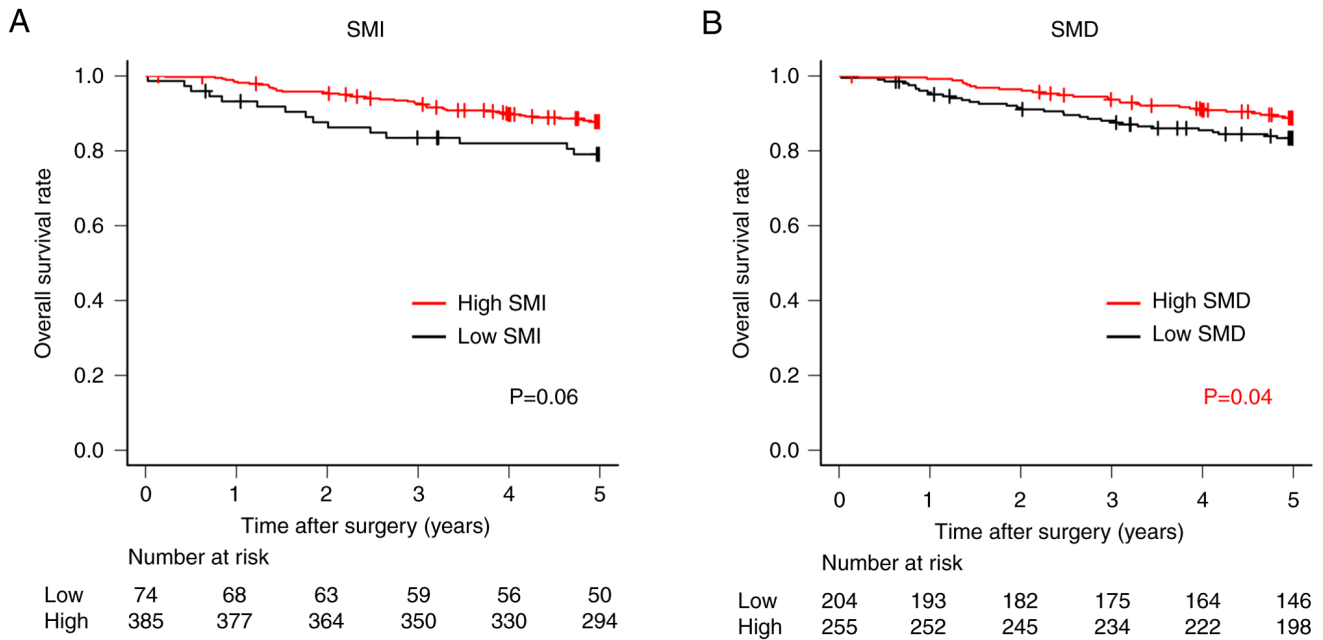 A
SMI
1.0
0.8
0.6
0.4
0.2
0.0
Overall survival rate
High SMI
Low SMI
P=0.06
0 1 2 3 4 5
Time after surgery (years)
Number at risk
Low 74 68 63 59 56 50
High 385 377 364 350 330 294
B
SMD
1.0
0.8
0.6
0.4
0.2
0.0
Overall survival rate
High SMD
Low SMD
P=0.04
0 1 2 3 4 5
Time after surgery (years)
Number at risk
Low 204 193 182 175 164 146
High 255 252 245 234 222 198